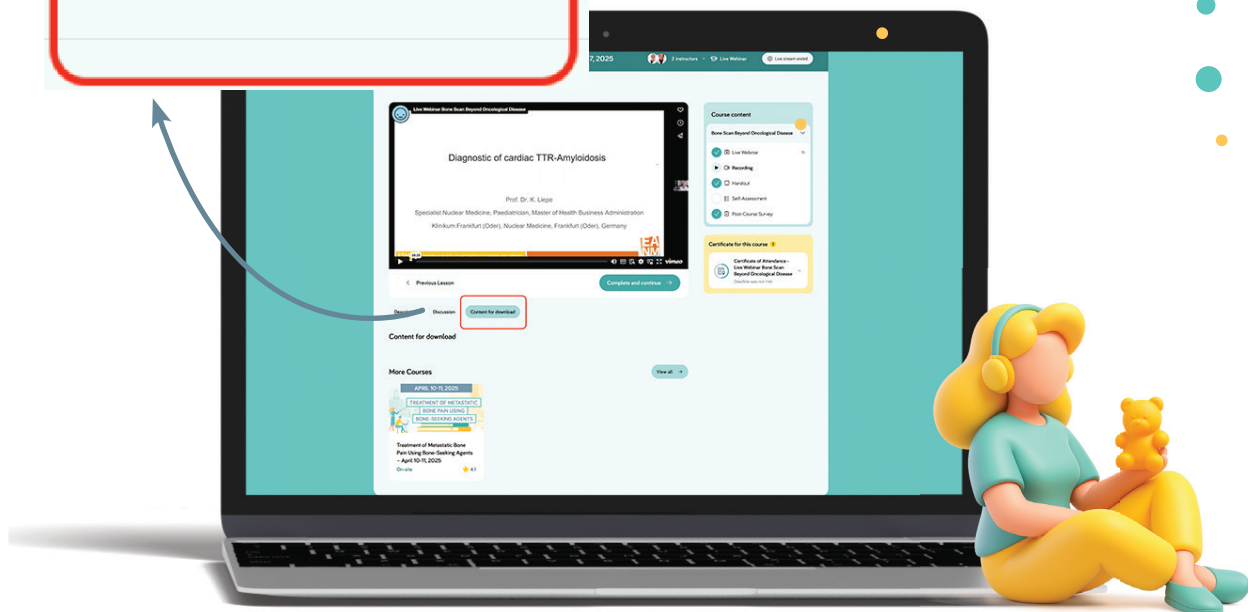 7, 2025
2 instructors
Live Webinar
Live stream ended
Live Webinar Bone Scan Beyond Oncological Disease
Diagnostic of cardiac TTR-Amyloidosis
Prof. Dr. K. Liepe
Specialist Nuclear Medicine, Paediatrician, Master of Health Business Administration
Klinikum Frankfurt (Oder), Nuclear Medicine, Frankfurt (Oder), Germany
EA
NM
vimeo
Previous Lesson
Complete and continue
Discussion
Content for download
Content for download
More Courses
View all
APRIL 10-11, 2025
TREATMENT OF METASTATIC
BONE PAIN USING
BONE-SEEKING AGENTS
Treatment of Metastatic Bone
Pain Using Bone-Seeking Agents
– April 10-11, 2025
On-site
4.1
Course content
Bone Scan Beyond Oncological Disease
Live Webinar
Recording
Handout
Self-Assessment
Post-Course Survey
Certificate for this course
Certificate of Attendance -
Live Webinar Bone Scan
Beyond Oncological Disease
Deadline was not met